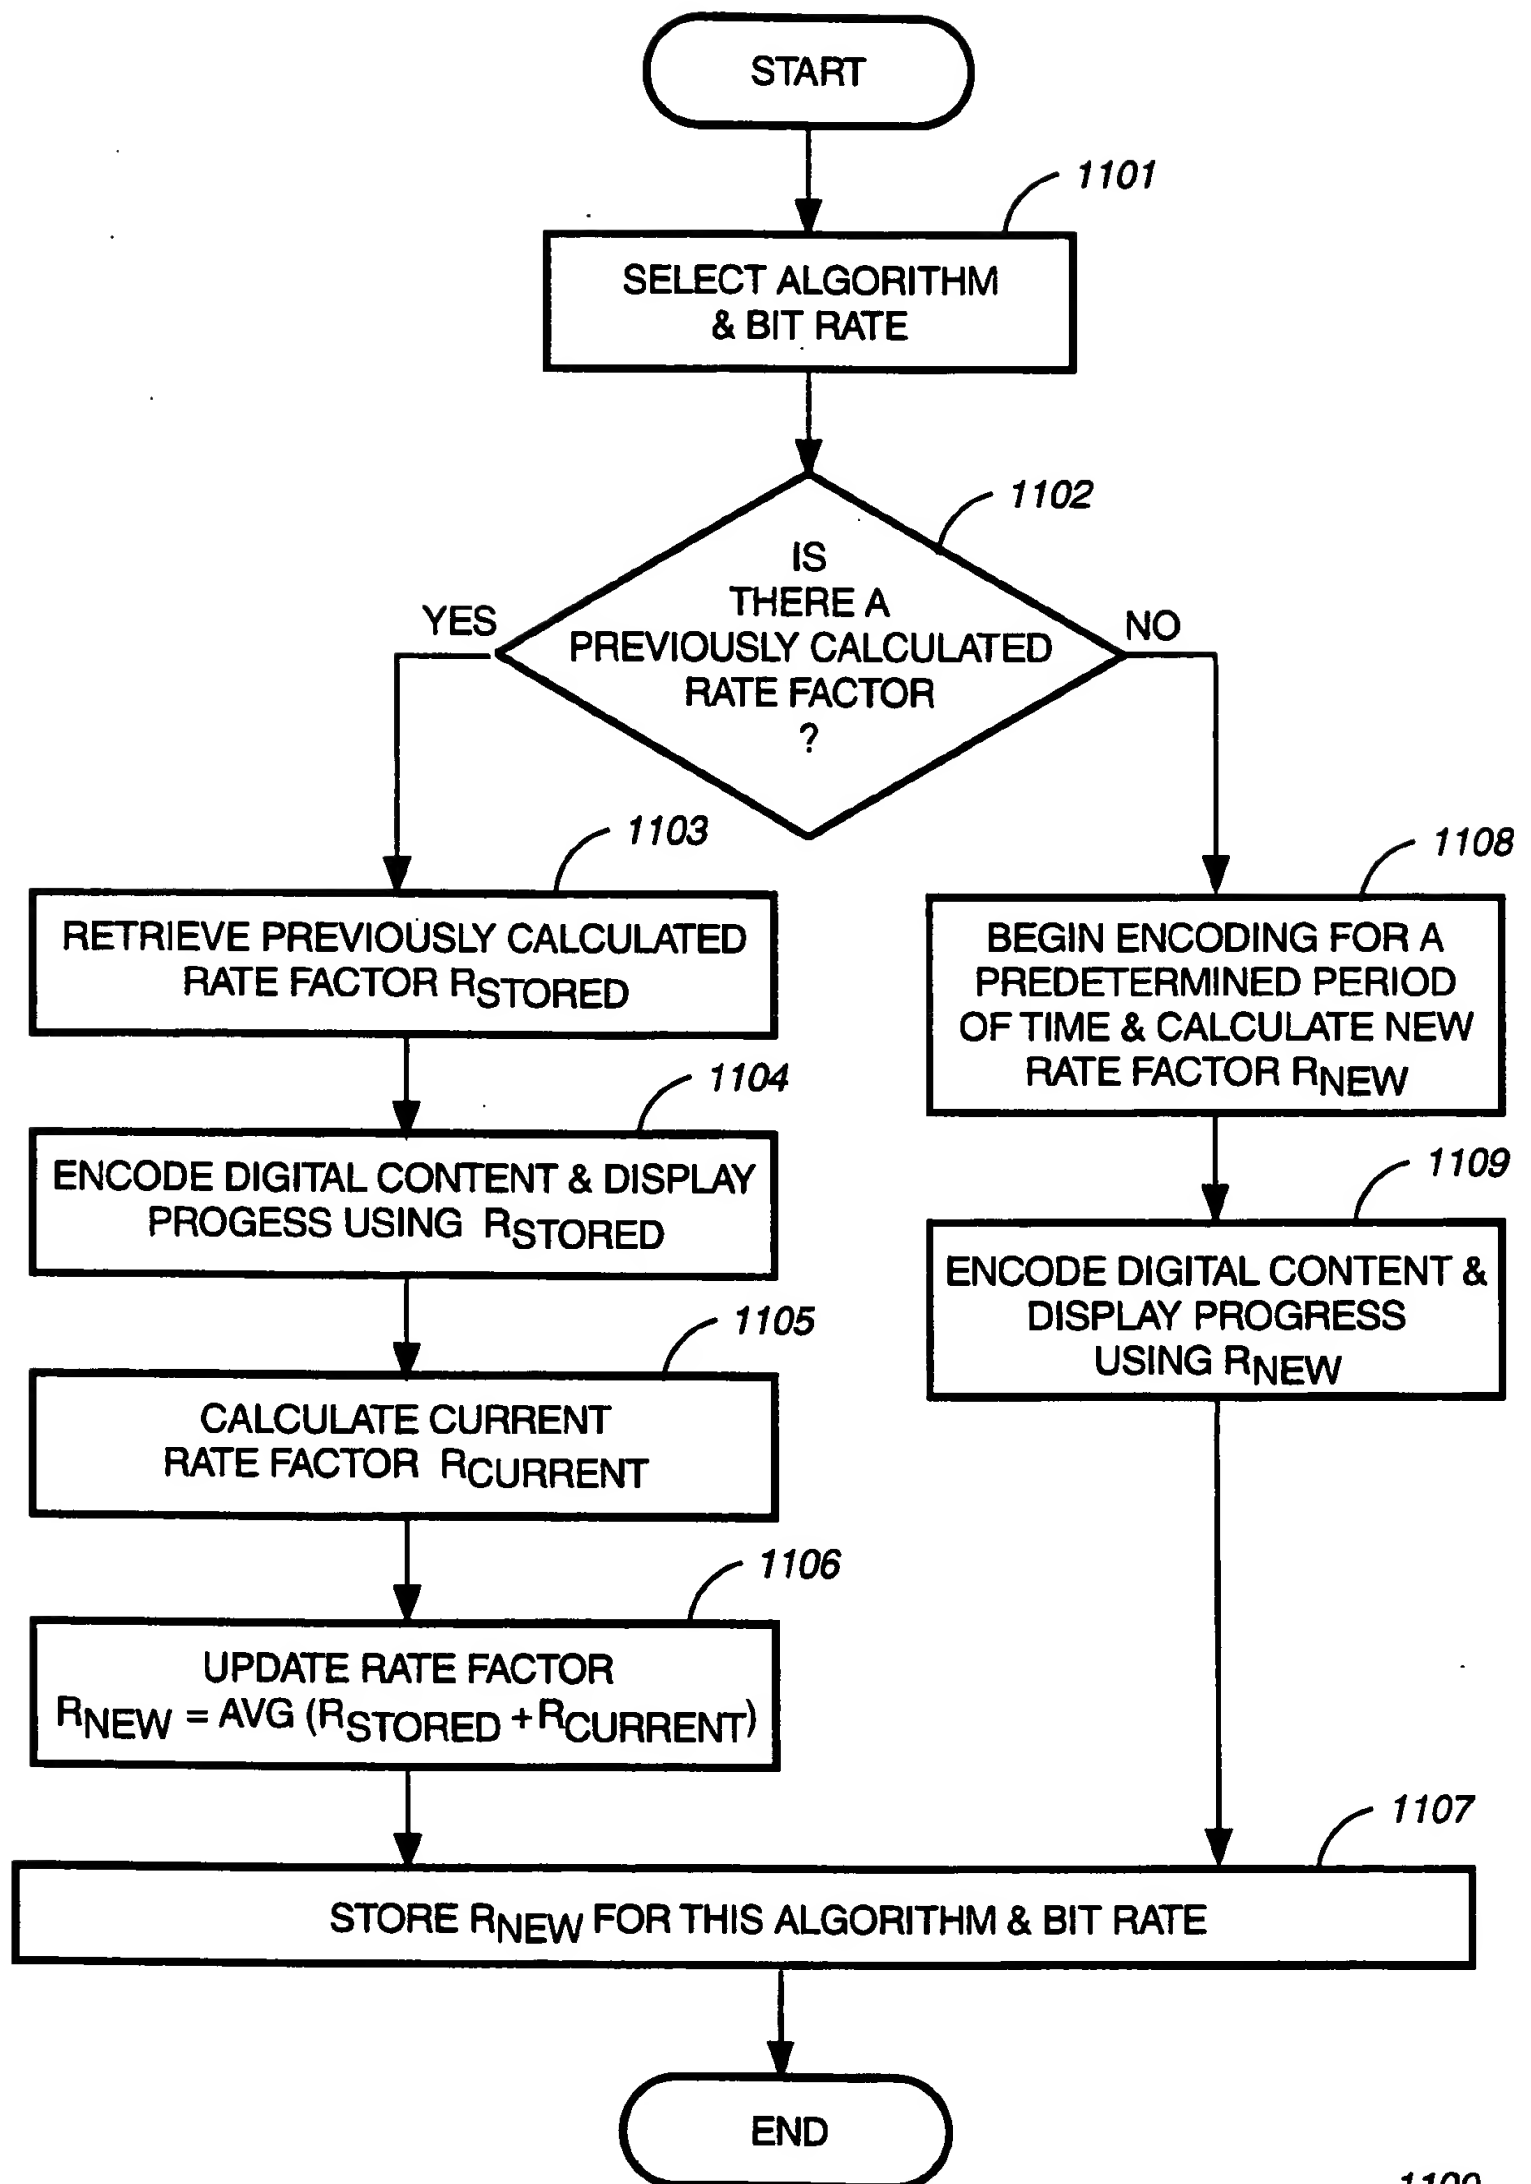 START
1101
SELECT ALGORITHM
& BIT RATE
1102
IS
THERE A
PREVIOUSLY CALCULATED
RATE FACTOR
?
YES
NO
1103
RETRIEVE PREVIOUSLY CALCULATED
RATE FACTOR RSTORED
1108
BEGIN ENCODING FOR A
PREDETERMINED PERIOD
OF TIME & CALCULATE NEW
RATE FACTOR RNEW
1104
ENCODE DIGITAL CONTENT & DISPLAY
PROGESS USING RSTORED
1109
ENCODE DIGITAL CONTENT &
DISPLAY PROGRESS
USING RNEW
1105
CALCULATE CURRENT
RATE FACTOR RCURRENT
1106
UPDATE RATE FACTOR
RNEW = AVG (RSTORED + RCURRENT)
1107
STORE RNEW FOR THIS ALGORITHM & BIT RATE
END